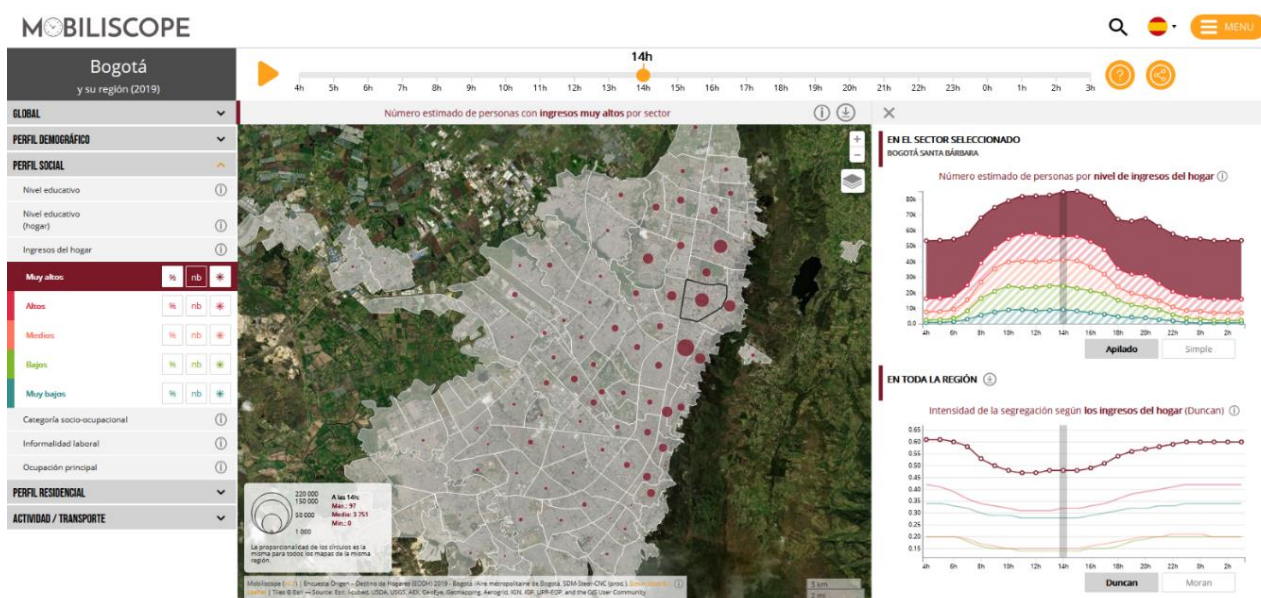 MOBILISCOPE
MENU
Bogotá
y su región (2019)
14h
4h 5h 6h 7h 8h 9h 10h 11h 12h 13h 14h 15h 16h 17h 18h 19h 20h 21h 22h 23h 0h 1h 2h 3h
GLOBAL
PERFIL DEMOGRÁFICO
PERFIL SOCIAL
Nivel educativo
Nivel educativo
(hogar)
Ingresos del hogar
Muy altos % nb
Altos % nb
Medios % nb
Bajos % nb
Muy bajos % nb
Categoría socio-ocupacional
Informalidad laboral
Ocupación principal
PERFIL RESIDENCIAL
ACTIVIDAD / TRANSPORTE
Número estimado de personas con ingresos muy altos por sector
+
-
220 000
150 000
50 000
1 000
A las 14h:
Media: 3 751
Min.: 0
La proporcionalidad de los círculos es la
misma para todos los mapas de la misma
región.
5 km
2 mi
EN EL SECTOR SELECCIONADO
BOGOTÁ SANTA BÁRBARA
Número estimado de personas por nivel de ingresos del hogar
80k
70k
60k
50k
40k
30k
20k
10k
0.0
4h 6h 8h 10h 12h 14h 16h 18h 20h 22h 0h 2h
Apilado Simple
EN TODA LA REGIÓN
Intensidad de la segregación según los ingresos del hogar (Duncan)
0.65
0.60
0.55
0.50
0.45
0.40
0.35
0.30
0.25
0.20
0.15
4h 6h 8h 10h 12h 14h 16h 18h 20h 22h 0h 2h
Duncan Moran